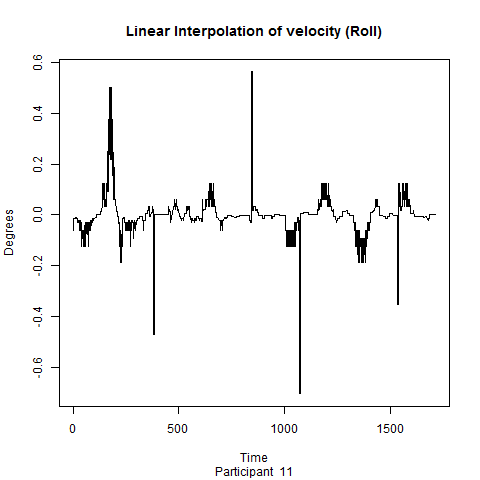 Linear Interpolation of velocity (Roll)
0.6
0.4
0.2
0.0
-0.2
-0.4
-0.6
Degrees
0 500 1000 1500
Time
Participant 11